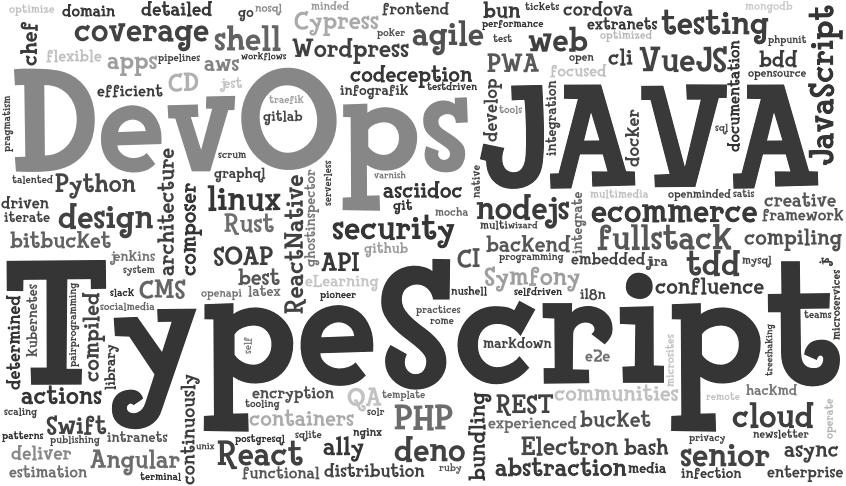 optimize
domain
detailed
go
nosql
minded
Cypress
frontend
bun
tickets
cordova
mongodb
chef
coverage
shell
poker
agile
performance
extranets
testing
JavaScript
flexible
apps
pipelines
aws
workflows
Wordpress
test
web
open
optimized
cli
VueJS
phpunit
bdd
opensource
efficient
CD
jest
codeception
infografik
testdriven
PWA
focused
documentation
pragmatism
DevOps
traefik
gitlab
develop
tools
integration
JAVA
docker
sql
talented
Python
scrum
graphql
varnish
serverless
native
driven
iterate
design
architecture
composer
linux
Rust
ReactNative
ghostinspector
asciidoc
git
mocha
nodejs
multiwizard
integrate
multimedia
openminded
satis
ecommerce
creative
framework
bitbucket
security
github
backend
programming
fullstack
compiling
jenkins
system
SOAP
best
API
eLearning
CI
Symfony
embedded
jra
tdd
mysql
confluence
microservices
slack
CMS
openapi
latex
pioneer
nushell
selfdriven
i18n
socialmedia
determined
kubernetes
pairprogramming
compiled
library
TypeScript
self
practices
rome
markdown
e2e
microsites
treeshaking
teams
actions
scaling
continuously
encryption
tooling
containers
QA
template
solr
PHP
bundling
REST
experienced
communities
bucket
remote
hackmd
cloud
newsletter
operate
patterns
Swift
publishing
intranets
unix
postgresql
sqlite
nginx
React
ally
deno
ruby
Electron
bash
privacy
senior
async
deliver
estimation
Angular
terminal
functional
distribution
abstraction
media
infection
enterprise